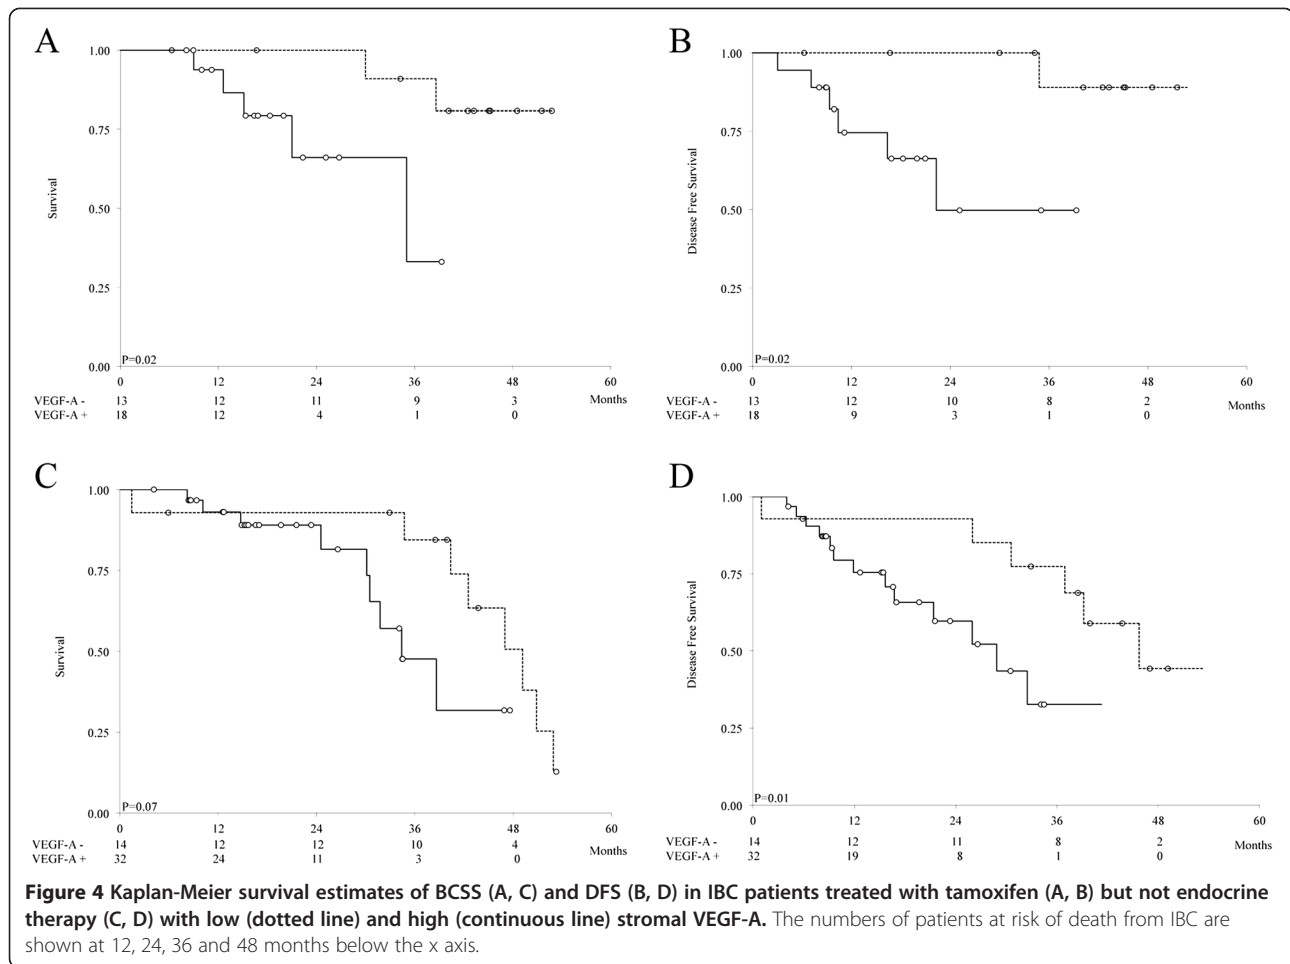 A
1.00
0.75
0.50
0.25
0.00
Survival
P=0.02
0 12 24 36 48 60
Months
VEGF-A - 13 12 11 9 3
VEGF-A + 18 12 4 1 0
B
1.00
0.75
0.50
0.25
0.00
Disease Free Survival
P=0.02
0 12 24 36 48 60
Months
VEGF-A - 13 12 10 8 2
VEGF-A + 18 9 3 1 0
C
1.00
0.75
0.50
0.25
0.00
Survival
P=0.07
0 12 24 36 48 60
Months
VEGF-A - 14 12 12 10 4
VEGF-A + 32 24 11 3 0
D
1.00
0.75
0.50
0.25
0.00
Disease Free Survival
P=0.01
0 12 24 36 48 60
Months
VEGF-A - 14 12 11 8 2
VEGF-A + 32 19 8 1 0
Figure 4 Kaplan-Meier survival estimates of BCSS (A, C) and DFS (B, D) in IBC patients treated with tamoxifen (A, B) but not endocrine
therapy (C, D) with low (dotted line) and high (continuous line) stromal VEGF-A. The numbers of patients at risk of death from IBC are
shown at 12, 24, 36 and 48 months below the x axis.